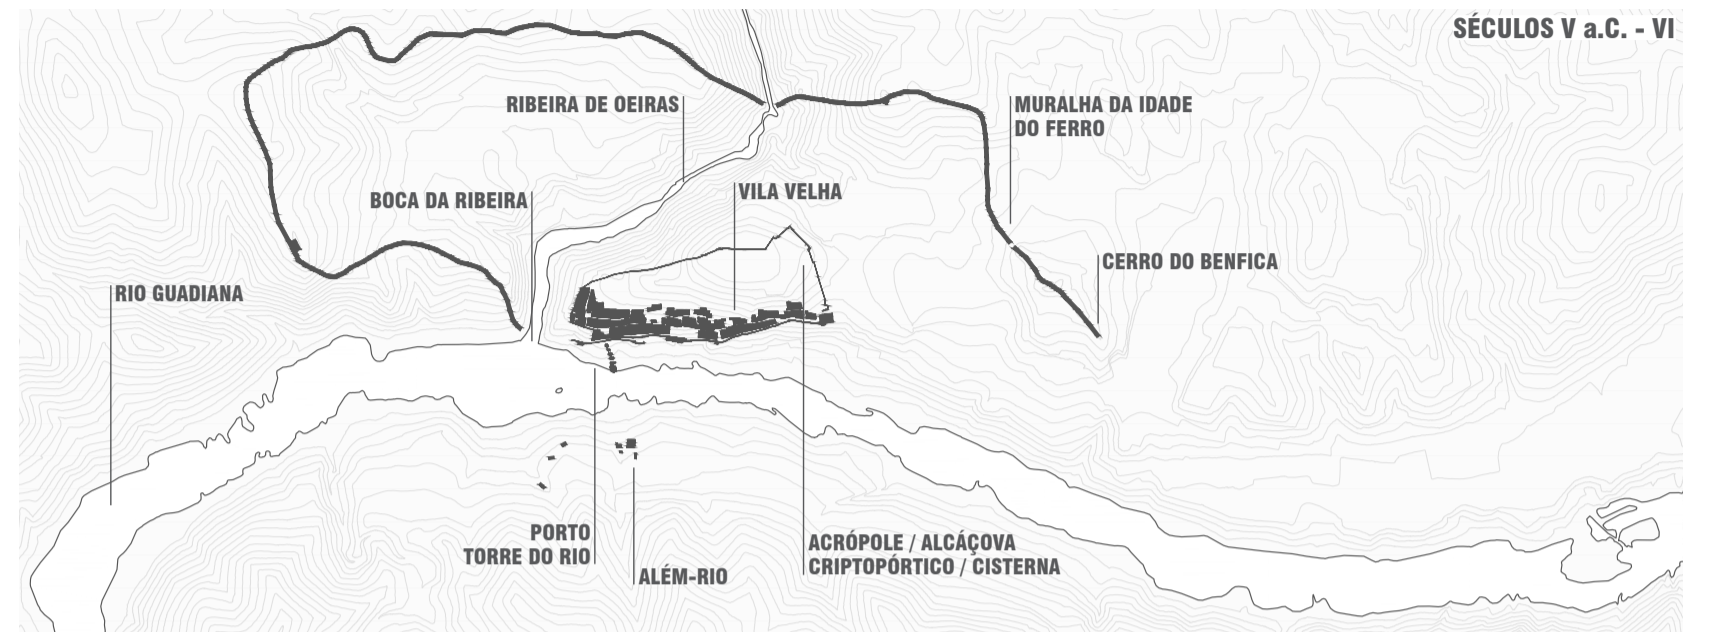 SÉCULOS V a.C. - VI
RIBEIRA DE OEIRAS
MURALHA DA IDADE
DO FERRO
BOCA DA RIBEIRA
VILA VELHA
CERRO DO BENFICA
RIO GUADIANA
PORTO
TORRE DO RIO
ALÉM-RIO
ACRÓPOLE / ALCÁÇOVA
CRIPTOPÓRTICO / CISTERNA